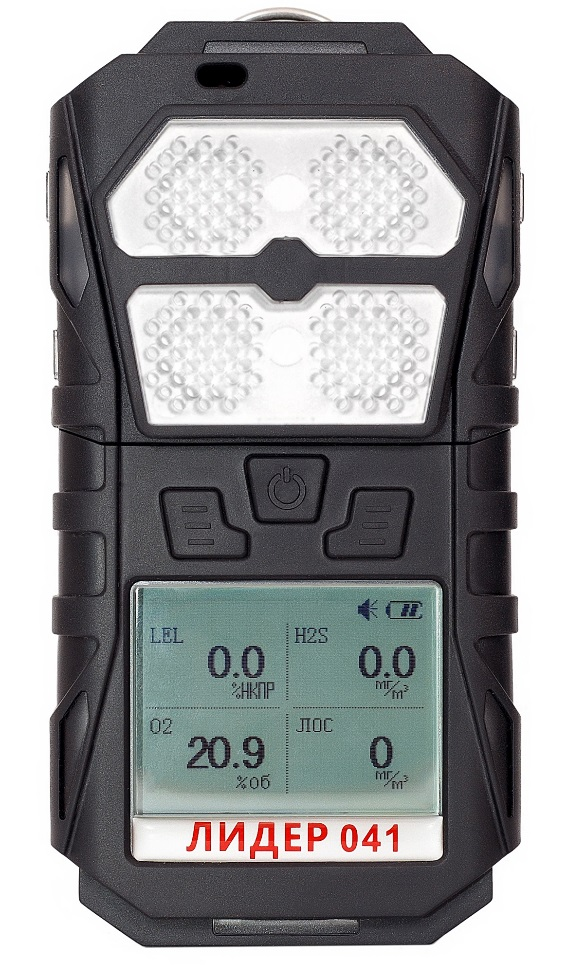 LEL 0.0 %НКПР
H2S 0.0 мг/м³
O2 20.9 %об
ЛОС 0 мг/м³
ЛИДЕР 041